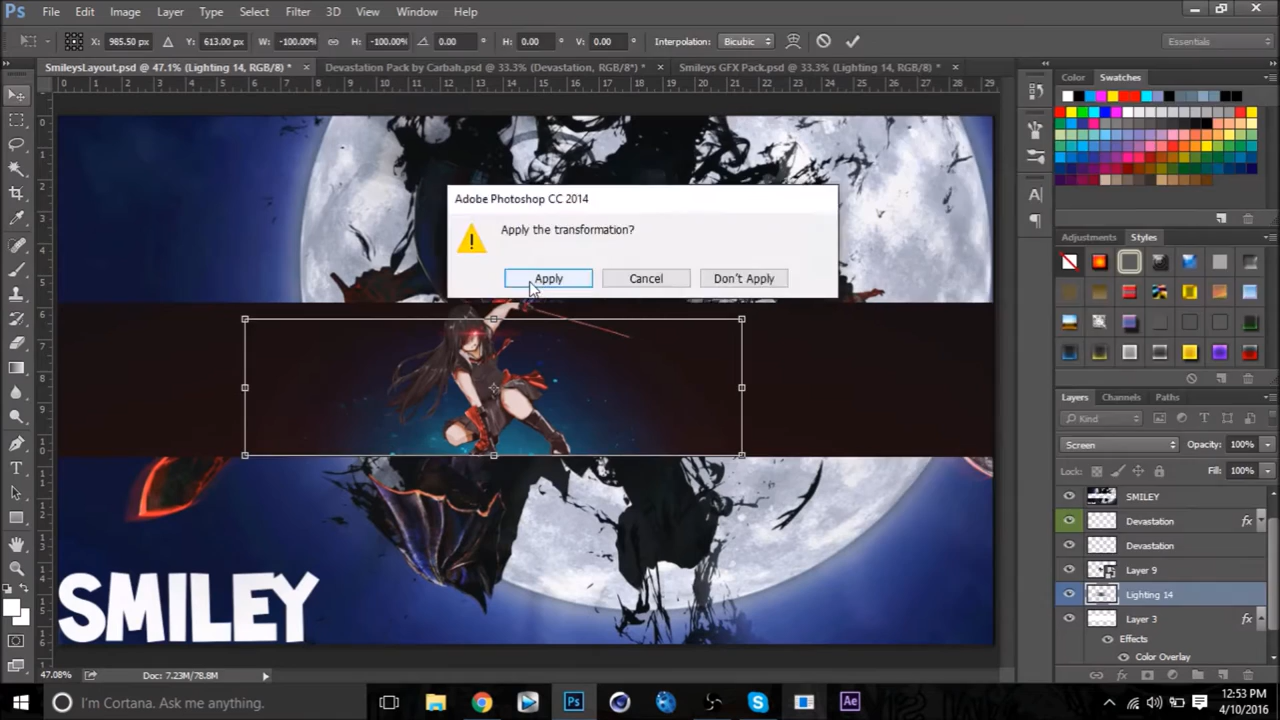 Ps File Edit Image Layer Type Select Filter 3D View Window Help
X: 985.50 px Y: 613.00 px W: -100.00% H: -100.00% 0.00 ° H: 0.00 ° V: 0.00 ° Interpolation: Bicubic Essentials
SmileysLayout.psd @ 47.1% (Lighting 14, RGB/8) * × Devastation Pack by Carbah.psd @ 33.3% (Devastation, RGB/8*) * × Smileys GFX Pack.psd @ 33.3% (Lighting 14, RGB/8) * ×
Color Swatches
Adobe Photoshop CC 2014
Apply the transformation?
Apply Cancel Don't Apply
Adjustments Styles
Layers Channels Paths
Kind
Screen Opacity: 100%
Lock: Fill: 100%
SMILEY
Devastation fx
Devastation
Layer 9
Lighting 14
Layer 3 fx
Effects
Color Overlay
SMILEY
47.08% Doc: 7.23M/78.8M
I'm Cortana. Ask me anything.
Ps
Ae
12:53 PM
4/10/2016